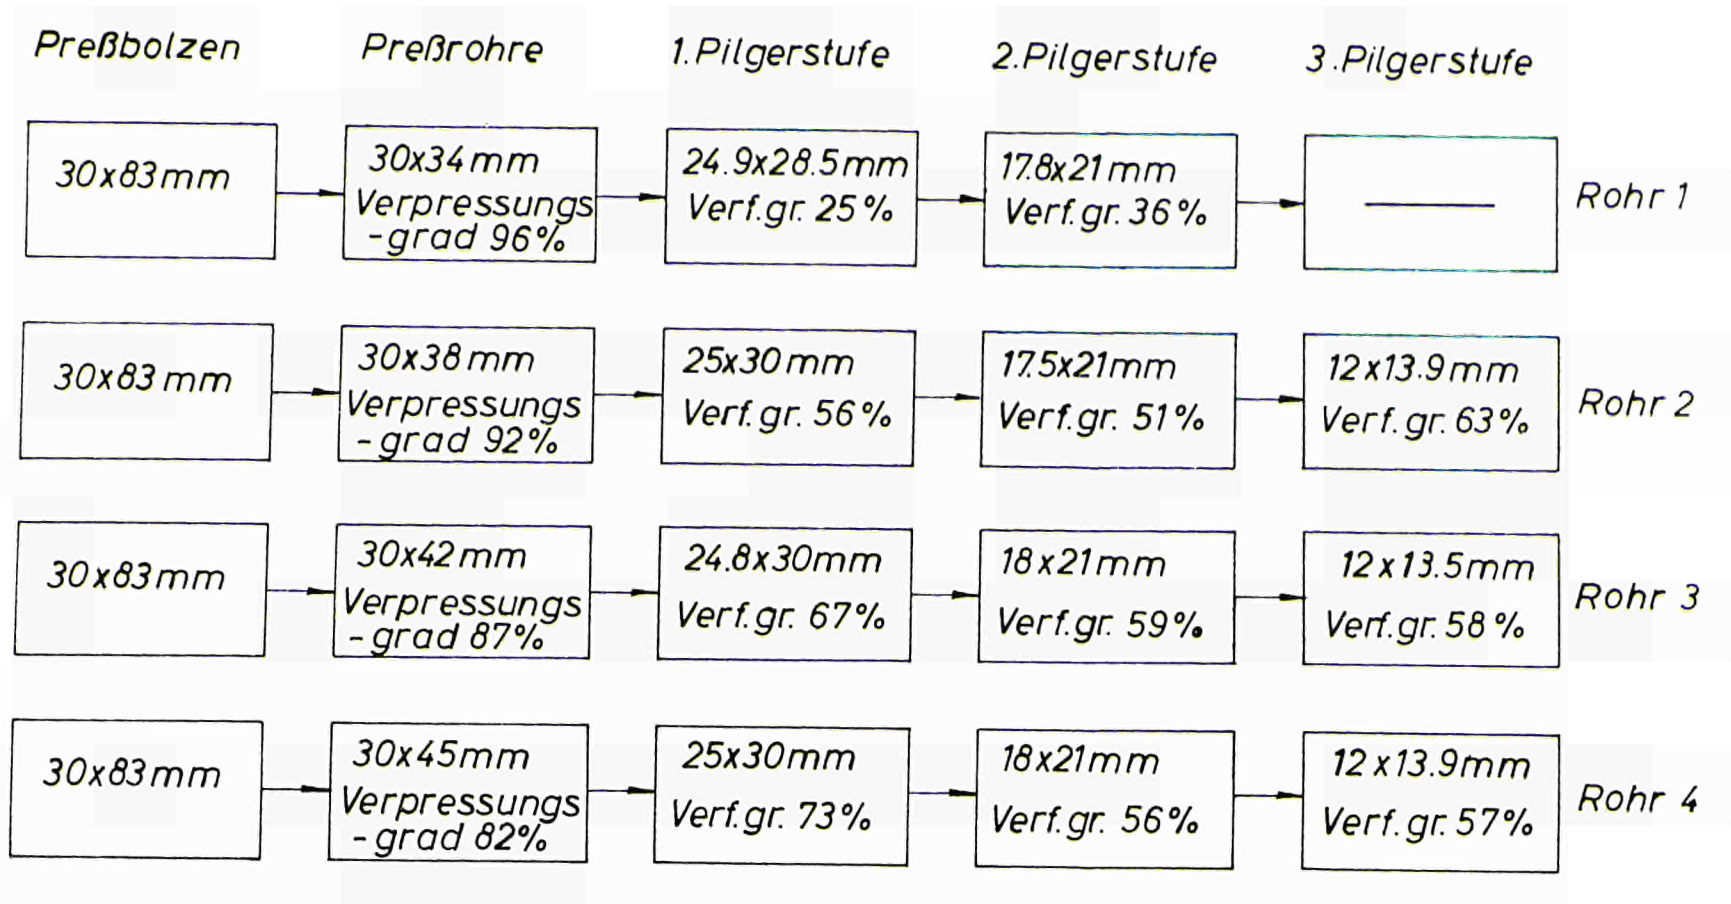 Preßbolzen Preßrohre 1.Pilgerstufe 2.Pilgerstufe 3.Pilgerstufe
30x83mm
30x34mm
Verpressungs
-grad 96%
24.9x28.5mm
Verf.gr. 25%
17.8x21mm
Verf.gr. 36%
Rohr 1
30x83mm
30x38mm
Verpressungs
-grad 92%
25x30mm
Verf.gr. 56%
17.5x21mm
Verf.gr. 51%
12x13.9mm
Verf.gr. 63%
Rohr 2
30x83mm
30x42mm
Verpressungs
-grad 87%
24.8x30mm
Verf.gr. 67%
18x21mm
Verf.gr. 59%
12x13.5mm
Verf.gr. 58%
Rohr 3
30x83mm
30x45mm
Verpressungs
-grad 82%
25x30mm
Verf.gr. 73%
18x21mm
Verf.gr. 56%
12x13.9mm
Verf.gr. 57%
Rohr 4